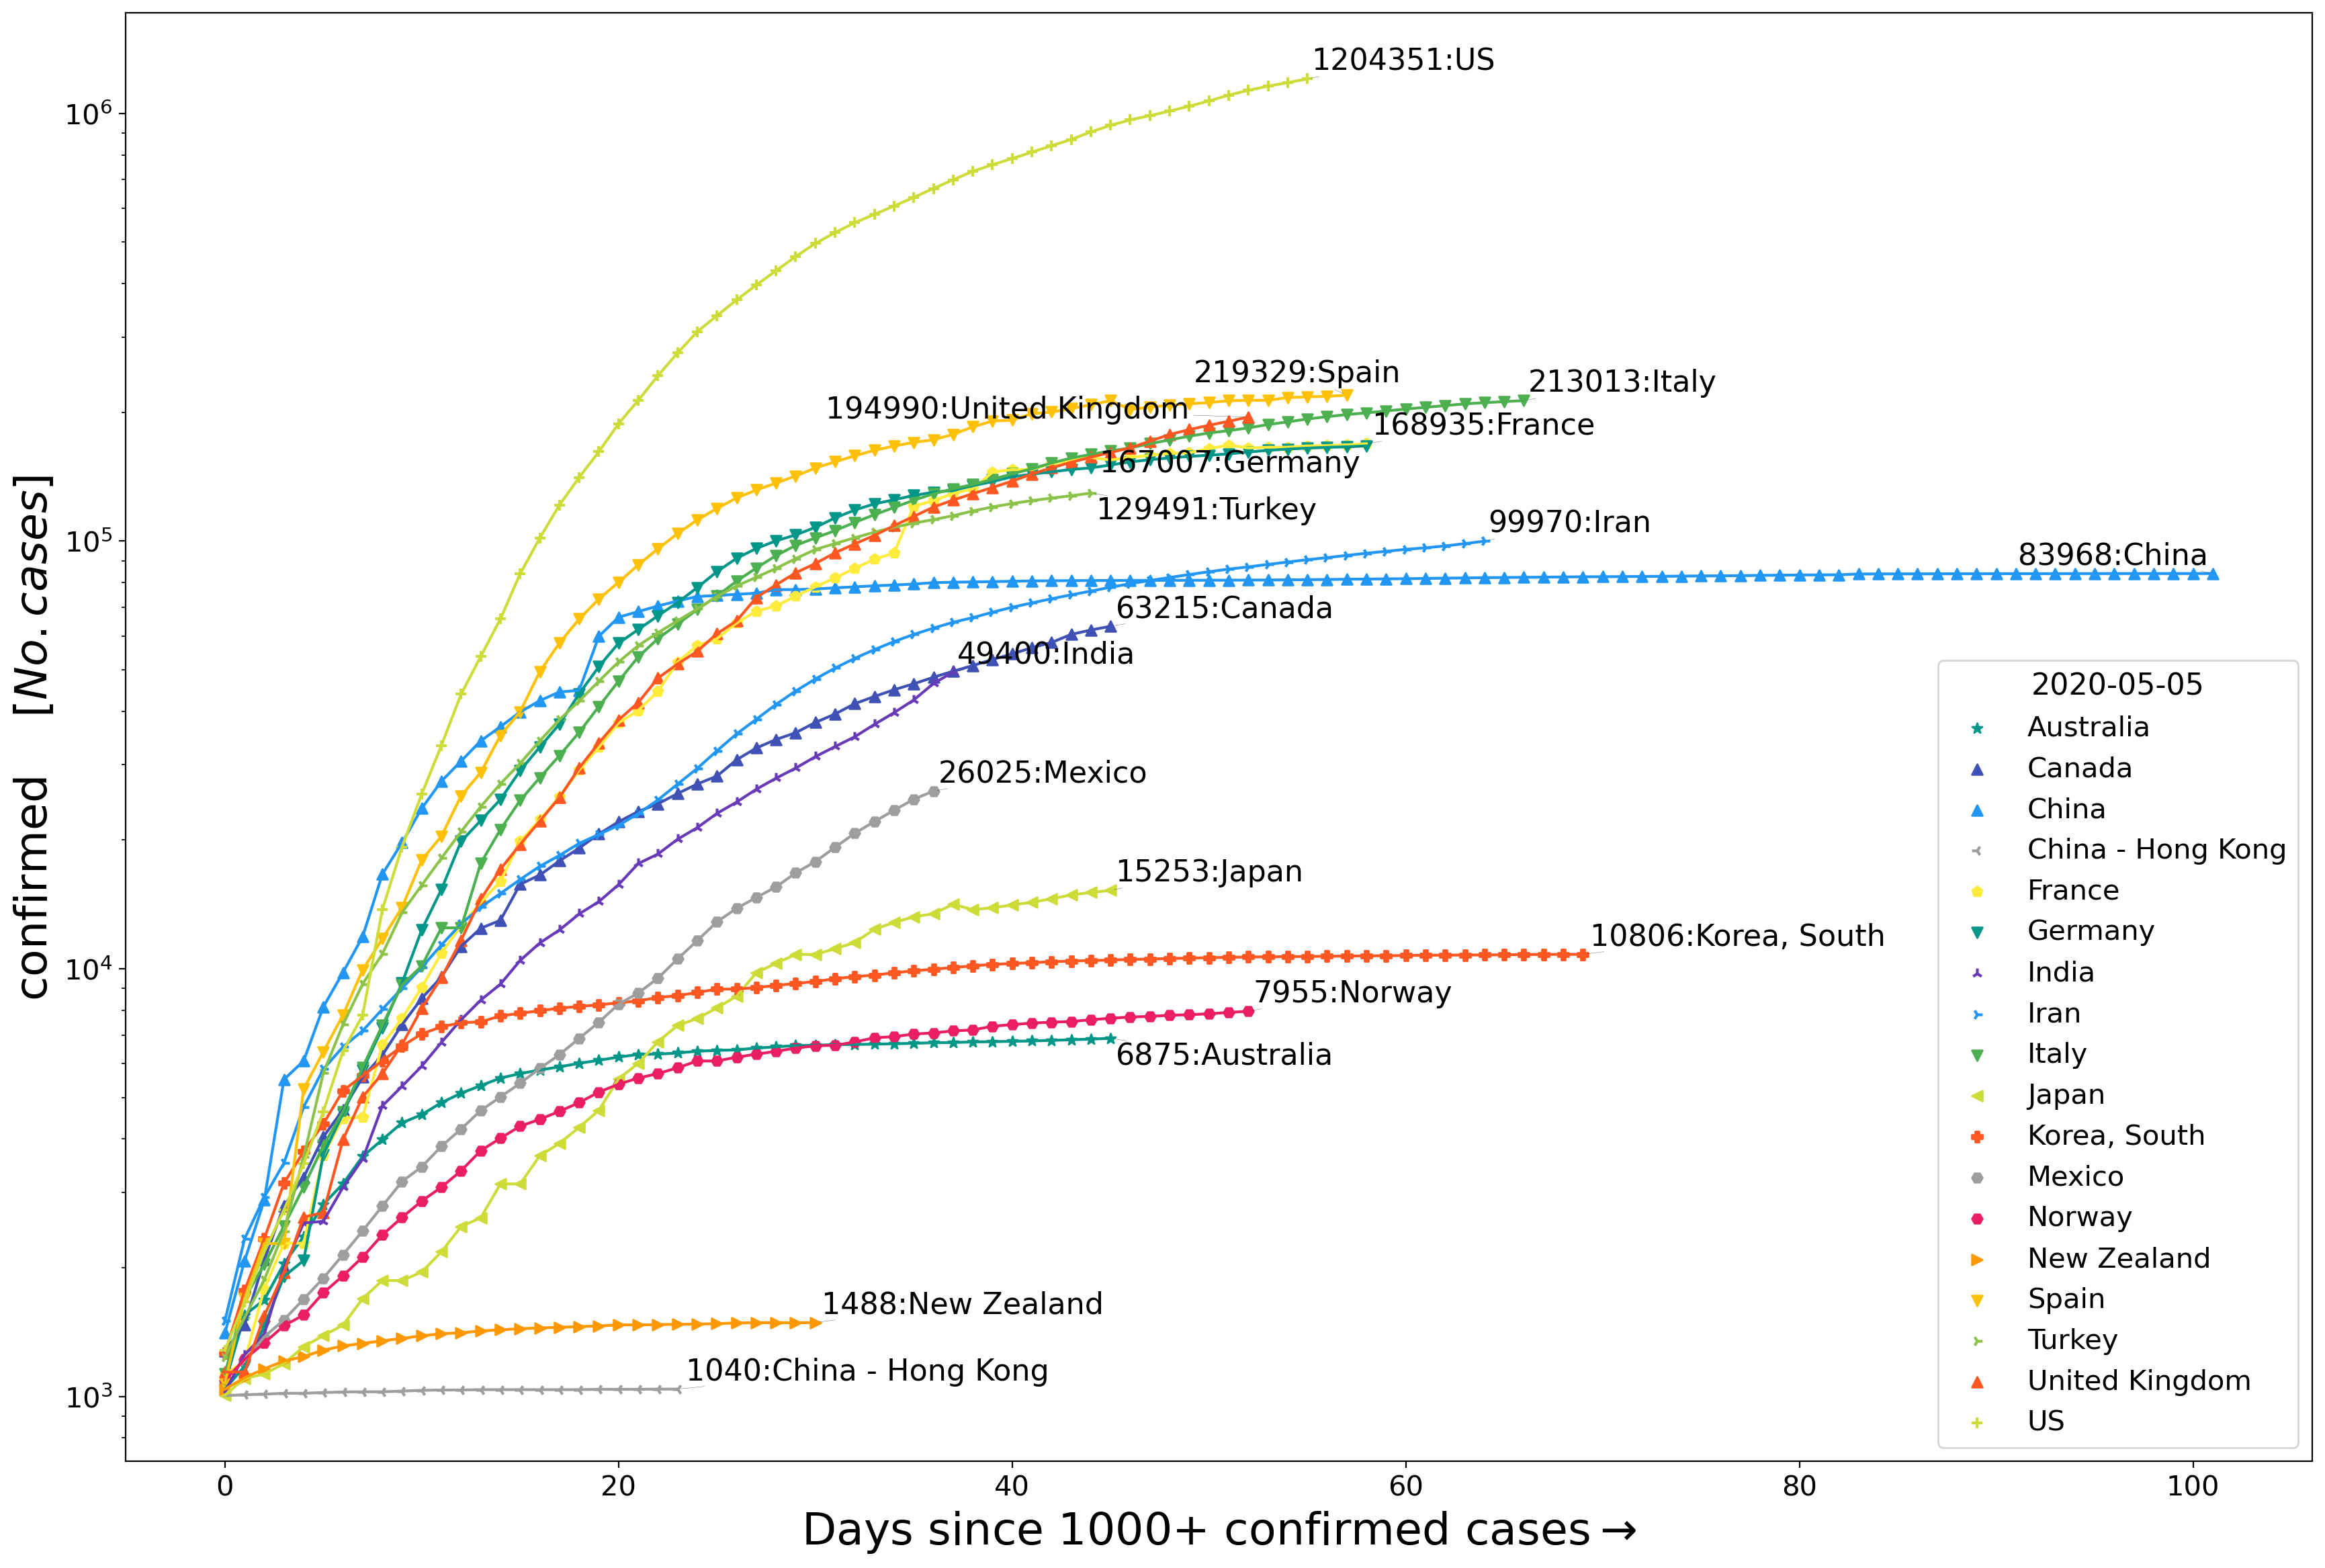 1204351:US
10⁶
219329:Spain
213013:Italy
194990:United Kingdom
168935:France
167007:Germany
129491:Turkey
99970:Iran
10⁵
83968:China
63215:Canada
49400:India
26025:Mexico
15253:Japan
10806:Korea, South
10⁴
7955:Norway
6875:Australia
1488:New Zealand
1040:China - Hong Kong
10³
confirmed [No. cases]
2020-05-05
Australia
Canada
China
China - Hong Kong
France
Germany
India
Iran
Italy
Japan
Korea, South
Mexico
Norway
New Zealand
Spain
Turkey
United Kingdom
US
0 20 40 60 80 100
Days since 1000+ confirmed cases→